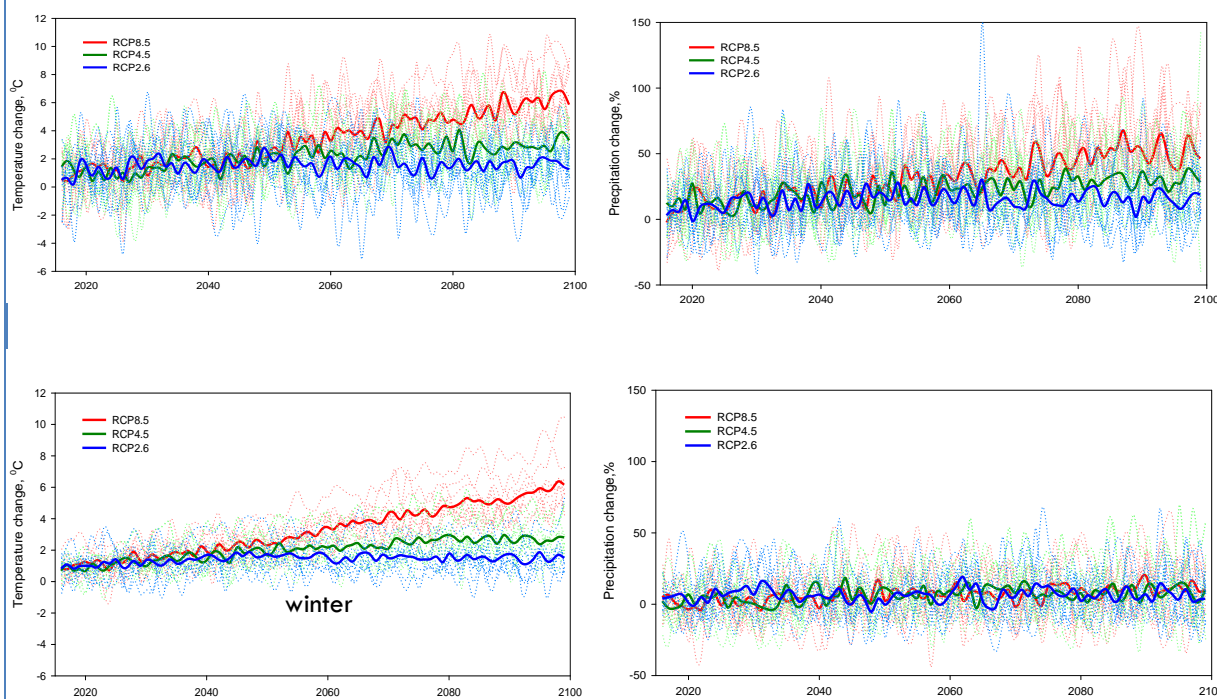 12
10
8
6
4
2
0
-2
-4
-6
Temperature change, ⁰C
RCP8.5
RCP4.5
RCP2.6
2020
2040
2060
2080
2100
150
100
50
0
-50
Precpitation change,%
RCP8.5
RCP4.5
RCP2.6
2020
2040
2060
2080
2100
12
10
8
6
4
2
0
-2
-4
-6
Temperature change, ⁰C
RCP8.5
RCP4.5
RCP2.6
winter
2020
2040
2060
2080
2100
150
100
50
0
-50
Precipitation change,%
RCP8.5
RCP4.5
RCP2.6
2020
2040
2060
2080
210